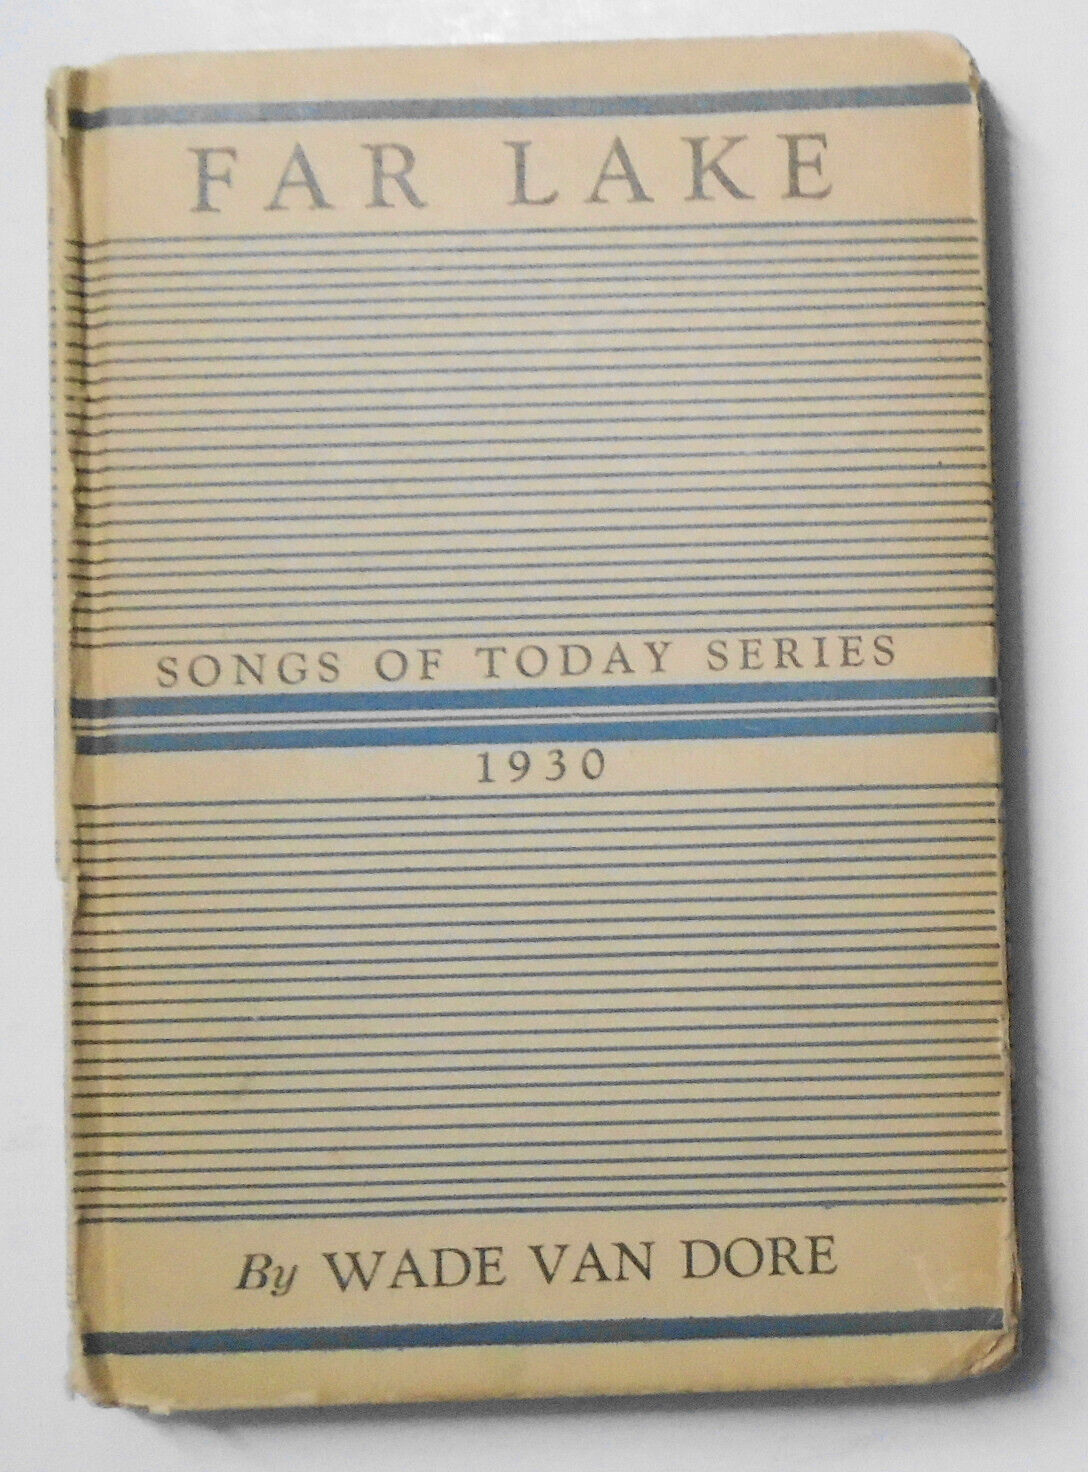 FAR LAKE
SONGS OF TODAY SERIES
1930
By WADE VAN DORE